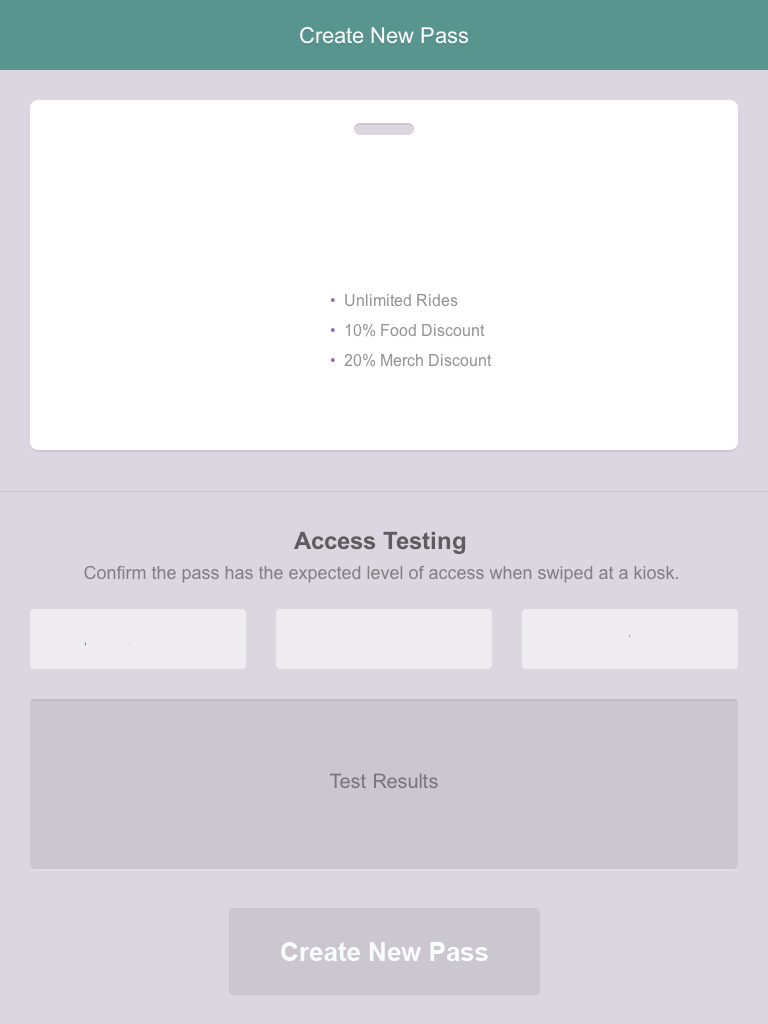 Create New Pass
• Unlimited Rides
• 10% Food Discount
• 20% Merch Discount
Access Testing
Confirm the pass has the expected level of access when swiped at a kiosk.
Test Results
Create New Pass